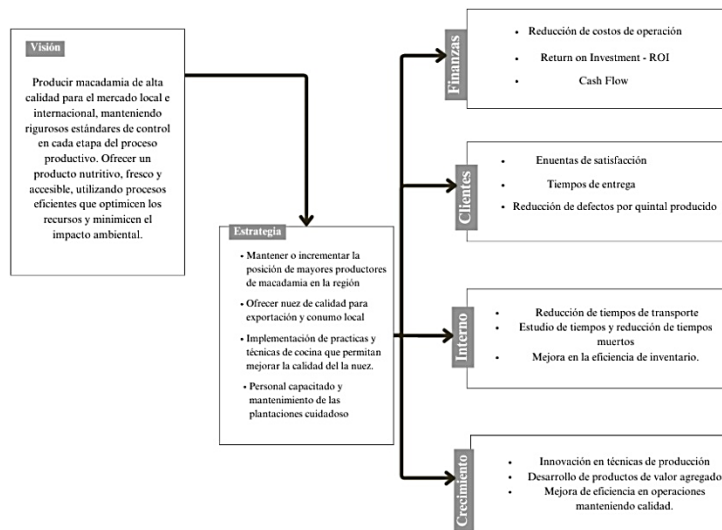 Visión
Producir macadamia de alta
calidad para el mercado local e
internacional, manteniendo
rigurosos estándares de control
en cada etapa del proceso
productivo. Ofrecer un
producto nutritivo, fresco y
accesible, utilizando procesos
eficientes que optimicen los
recursos y minimicen el
impacto ambiental.
Estrategia
• Mantener o incrementar la
posición de mayores productores
de macadamia en la región
• Ofrecer nuez de calidad para
exportación y conumo local
• Implementación de practicas y
técnicas de cocina que permitan
mejorar la calidad del la nuez.
• Personal capacitado y
mantenimiento de las
plantaciones cuidadoso
Finanzas
• Reducción de costos de operación
• Return on Investment - ROI
• Cash Flow
Clientes
• Enuentas de satisfacción
• Tiempos de entrega
• Reducción de defectos por quintal producido
Interno
• Reducción de tiempos de transporte
• Estudio de tiempos y reducción de tiempos
muertos
• Mejora en la eficiencia de inventario.
Crecimiento
• Innovación en técnicas de producción
• Desarrollo de productos de valor agregado
• Mejora de eficiencia en operaciones
manteniendo calidad.